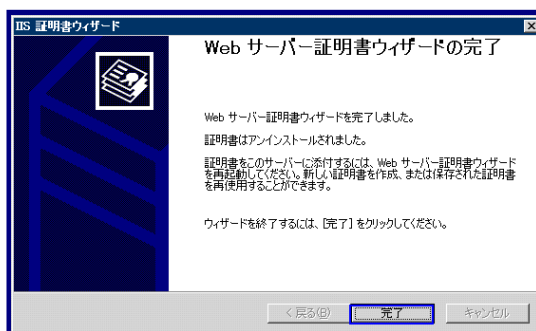 IIS 証明書ウィザード
Web サーバー証明書ウィザードの完了
Web サーバー証明書ウィザードを完了しました。
証明書はアンインストールされました。
証明書をこのサーバーに添付するには、Web サーバー証明書ウィザード
を再起動してください。新しい証明書を作成、または保存された証明書
を再使用することができます。
ウィザードを終了するには、[完了] をクリックしてください。
< 戻る(B)
完了
キャンセル